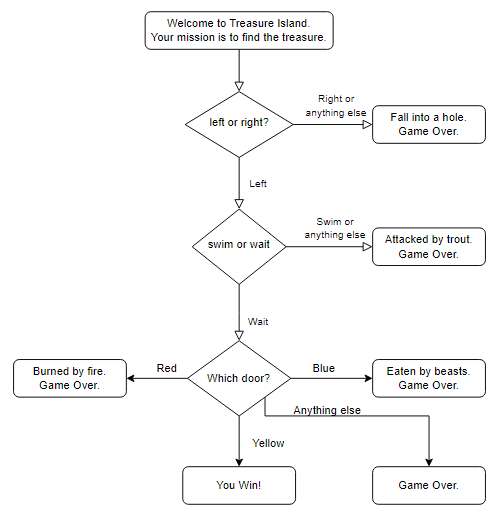 Welcome to Treasure Island.
Your mission is to find the treasure.
left or right?
Right or
anything else
Fall into a hole.
Game Over.
Left
swim or wait
Swim or
anything else
Attacked by trout.
Game Over.
Wait
Burned by fire.
Game Over.
Red
Which door?
Blue
Eaten by beasts.
Game Over.
Anything else
Yellow
You Win!
Game Over.